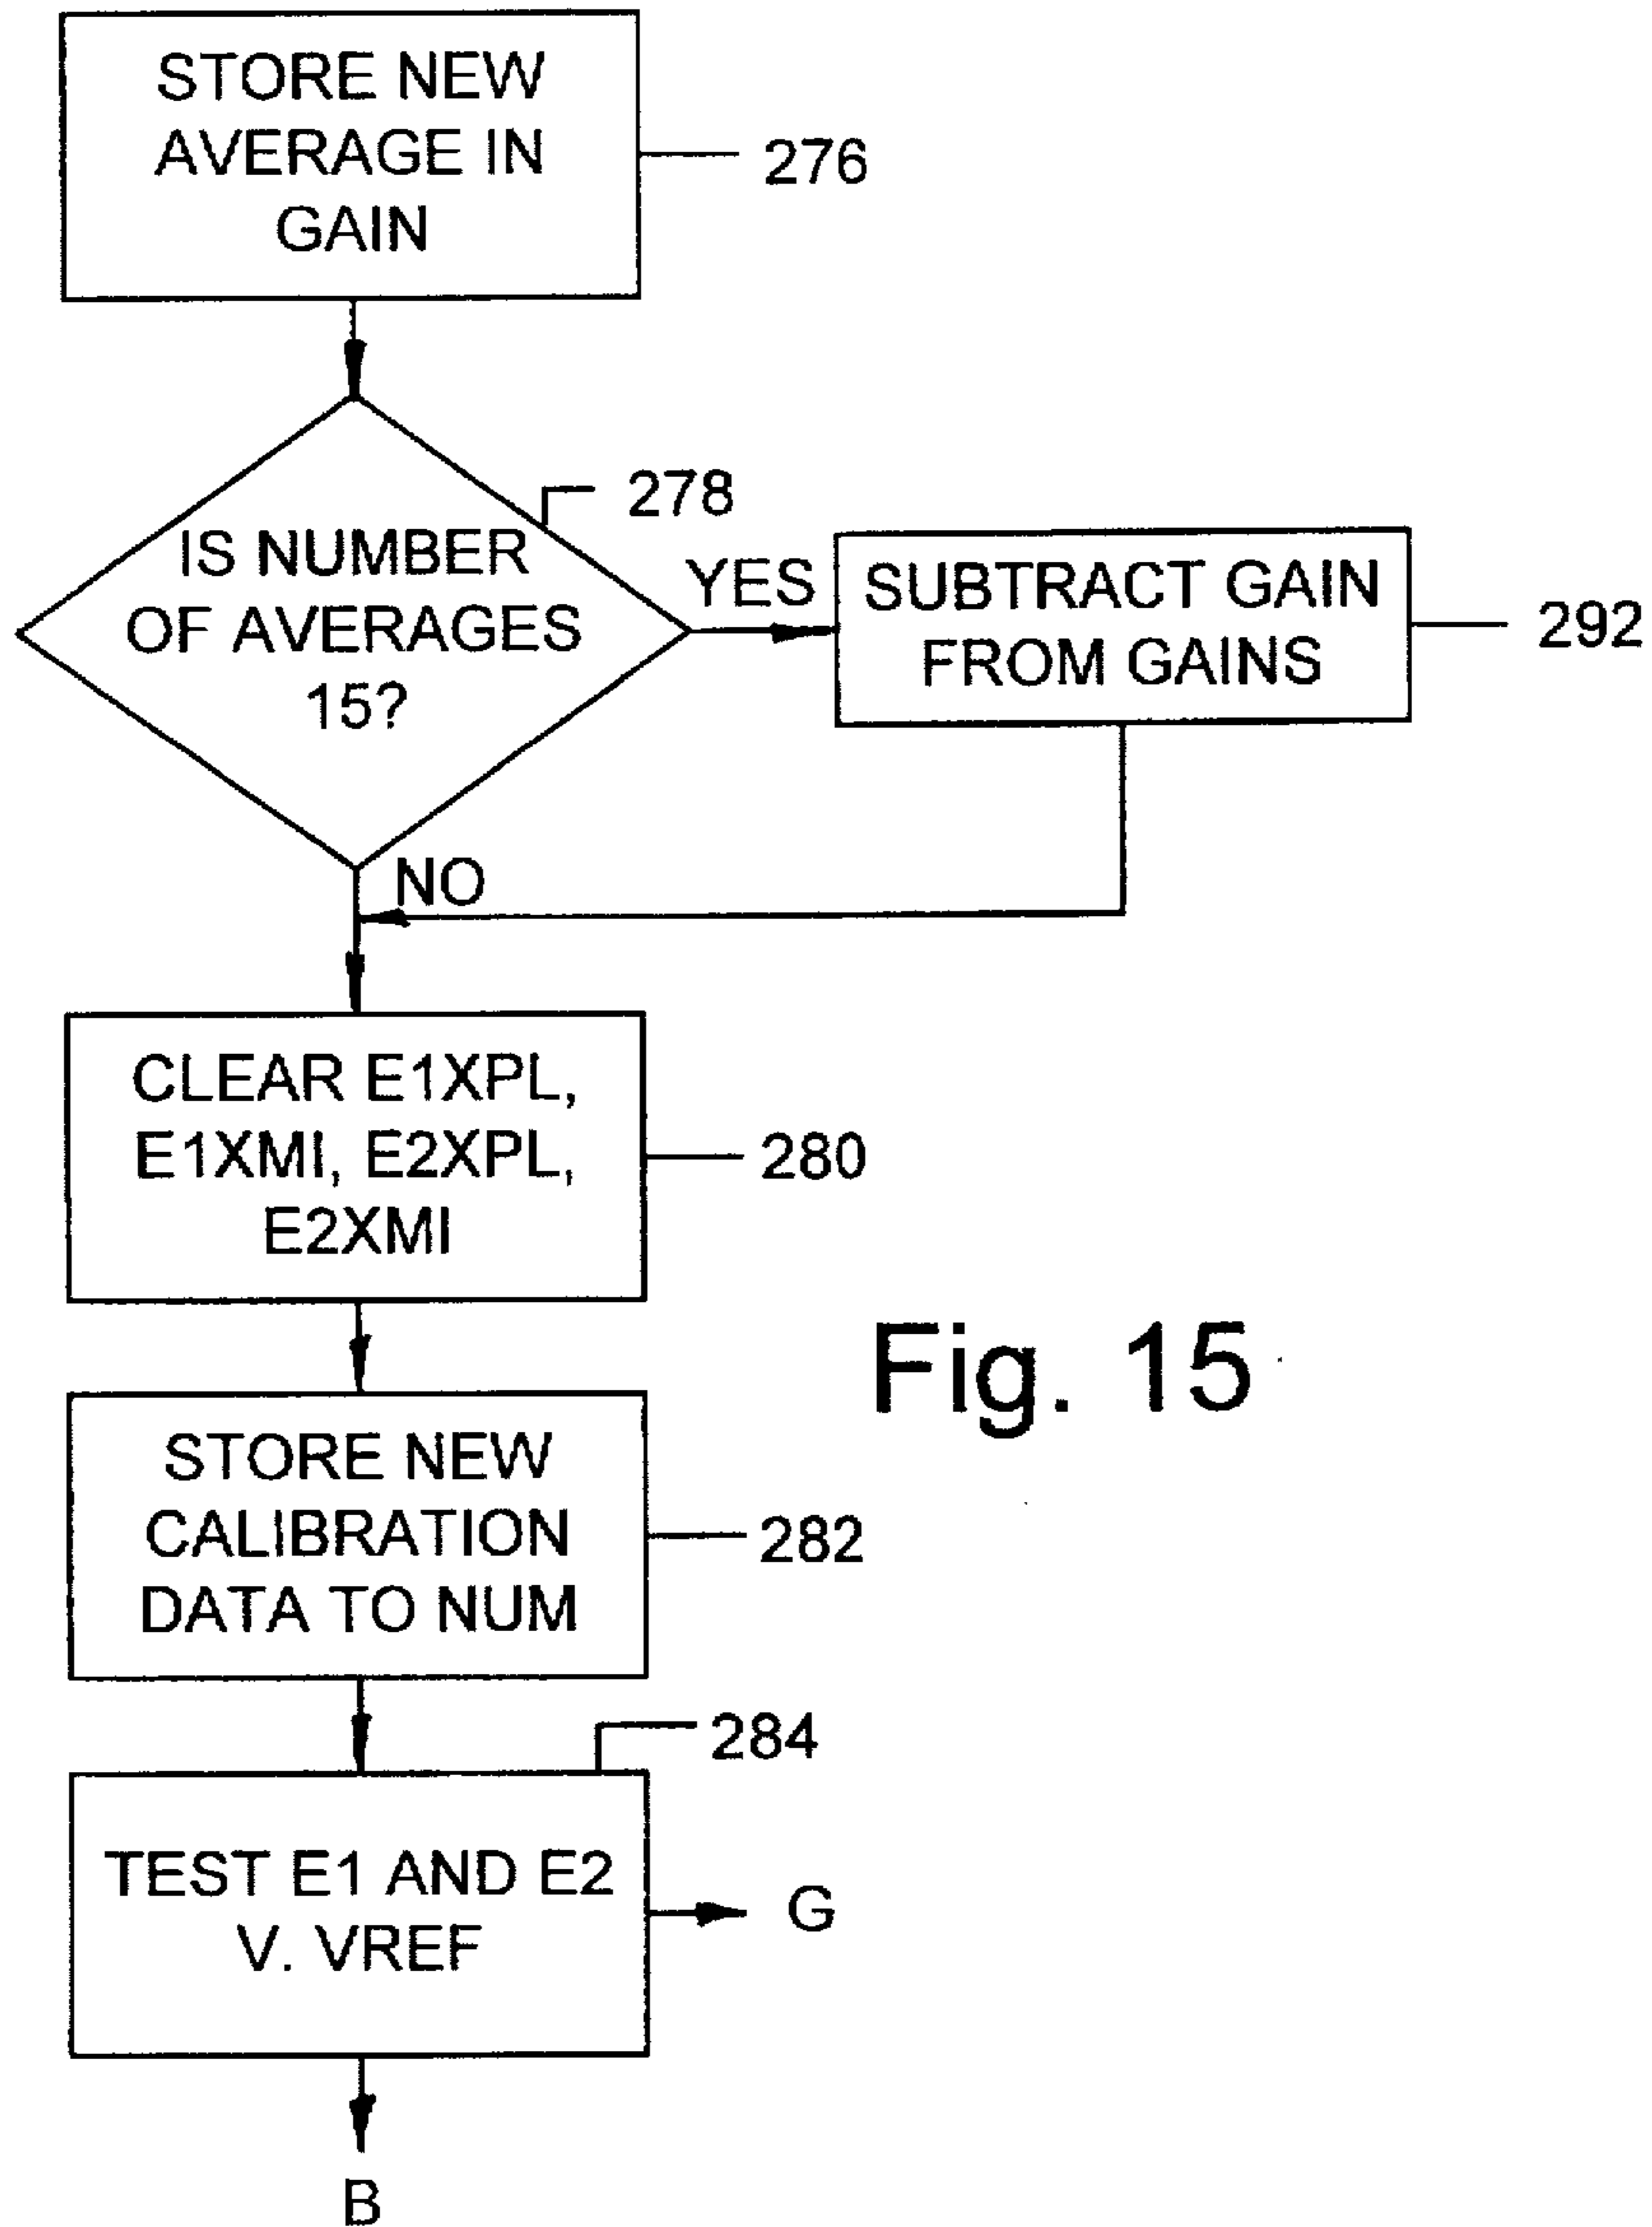 STORE NEW
AVERAGE IN
GAIN
276
278
IS NUMBER
OF AVERAGES
15?
YES
SUBTRACT GAIN
FROM GAINS
292
NO
CLEAR E1XPL,
E1XMI, E2XPL,
E2XMI
280
Fig. 15
STORE NEW
CALIBRATION
DATA TO NUM
282
284
TEST E1 AND E2
V. VREF
G
B